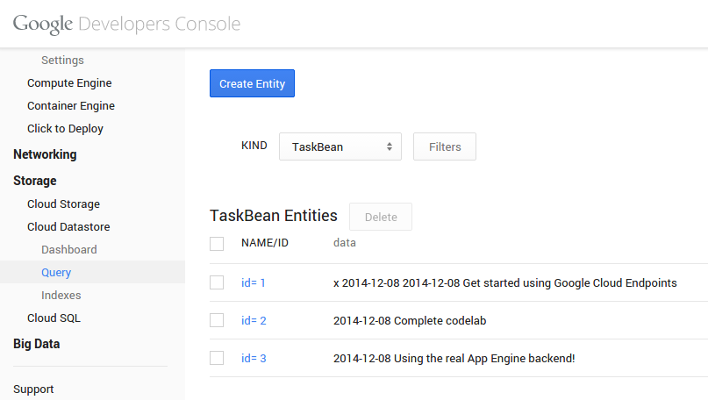 Google Developers Console
Settings
Compute Engine
Container Engine
Click to Deploy
Networking
Storage
Cloud Storage
Cloud Datastore
Dashboard
Query
Indexes
Cloud SQL
Big Data
Support
Create Entity
KIND TaskBean Filters
TaskBean Entities Delete
NAME/ID data
id= 1 x 2014-12-08 2014-12-08 Get started using Google Cloud Endpoints
id= 2 2014-12-08 Complete codelab
id= 3 2014-12-08 Using the real App Engine backend!